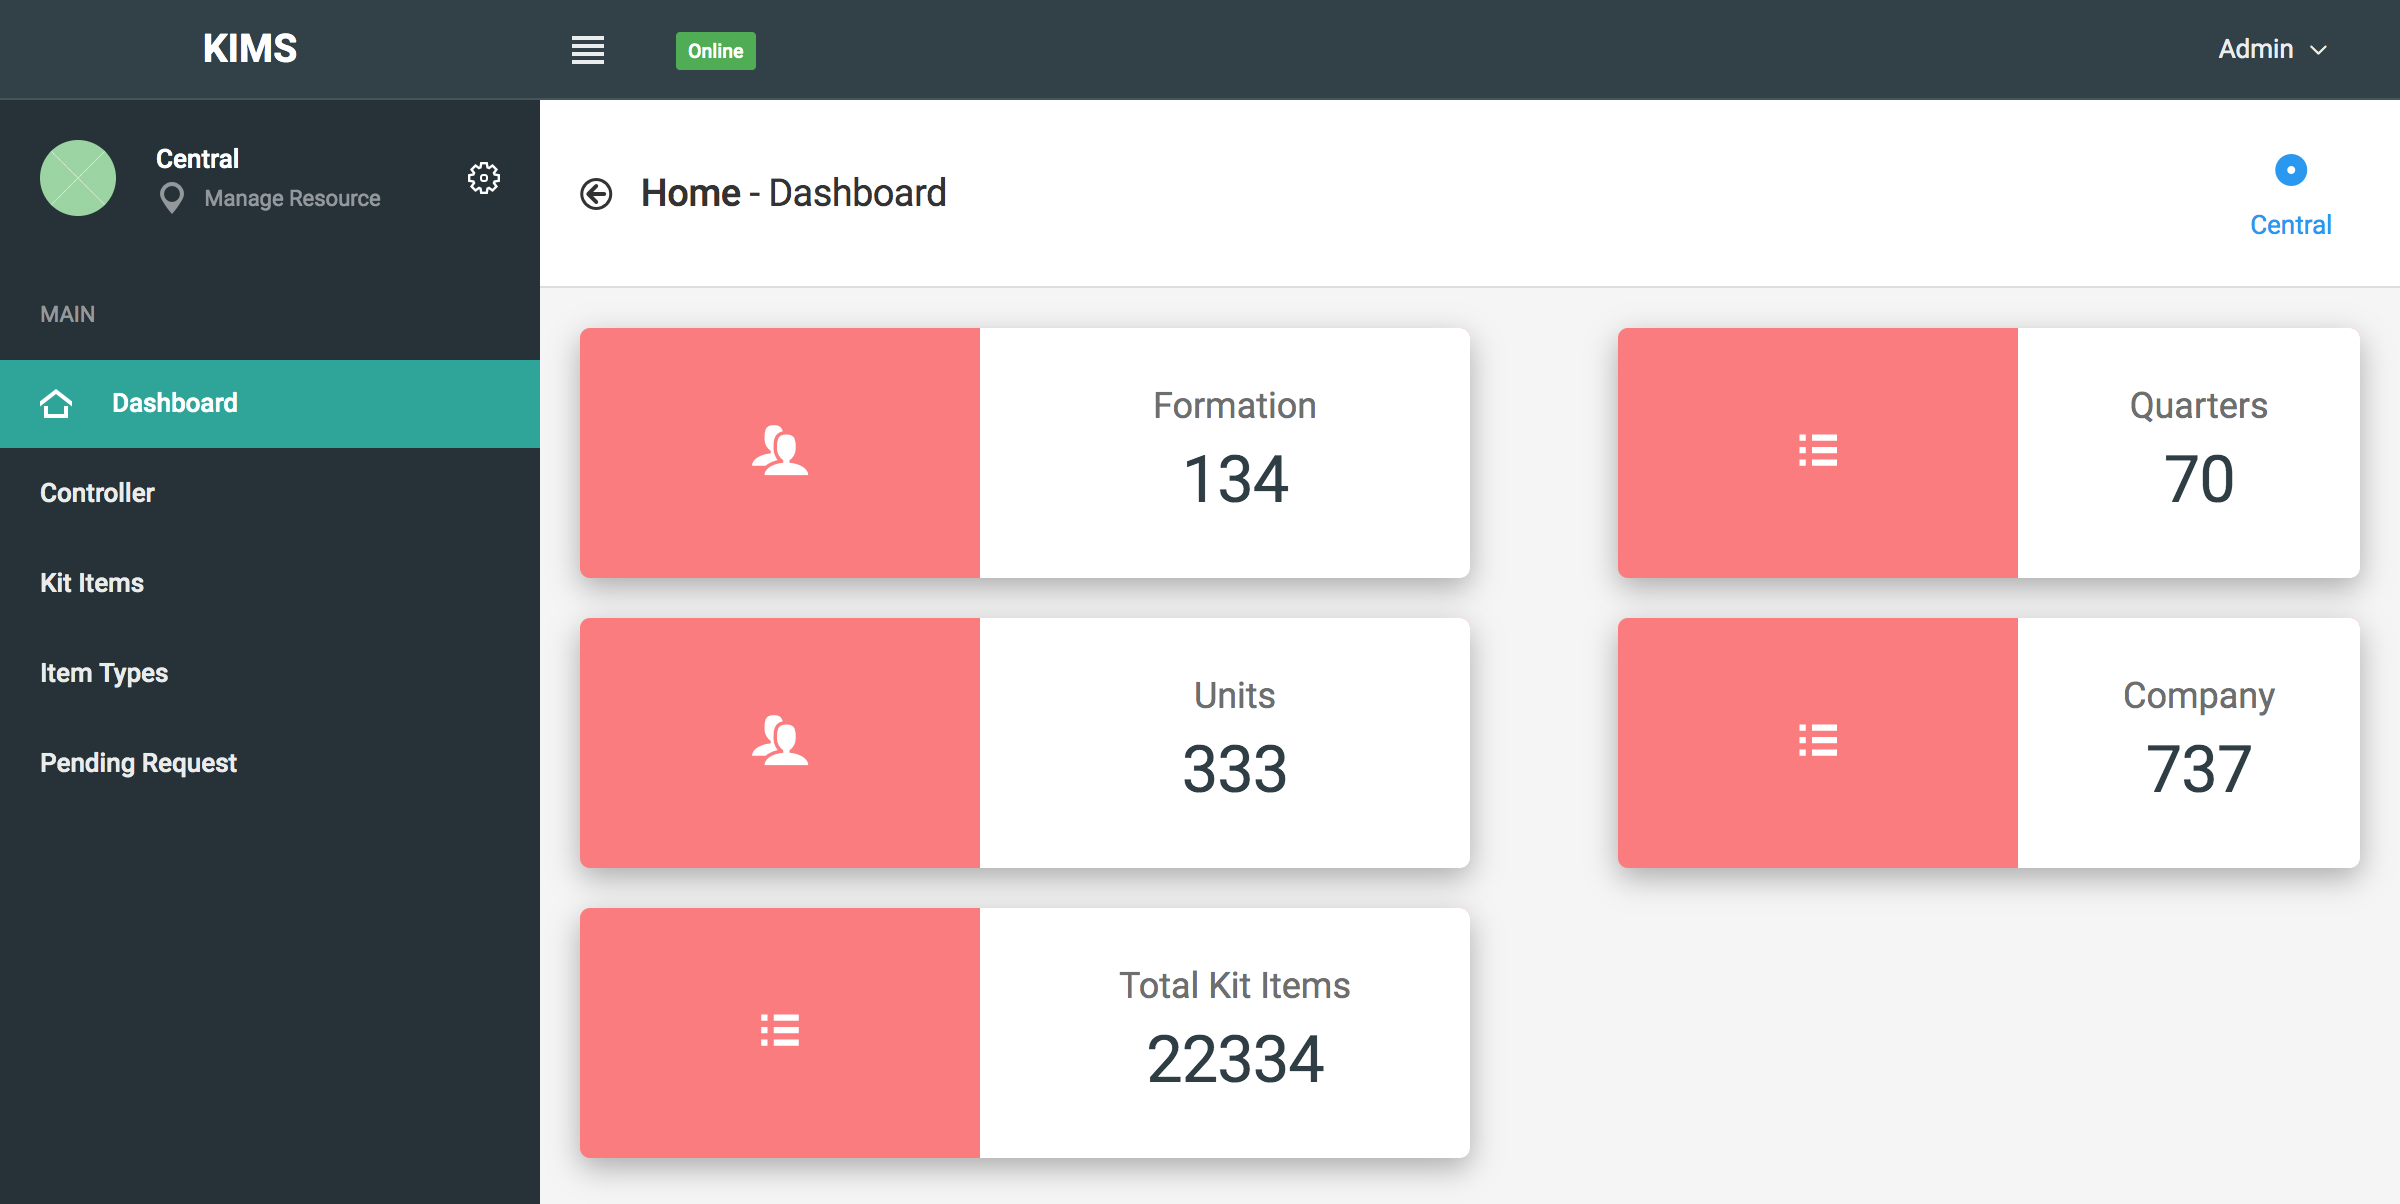 KIMS
Online
Admin
Central
Manage Resource
MAIN
Dashboard
Controller
Kit Items
Item Types
Pending Request
Home - Dashboard
Central
Formation
134
Quarters
70
Units
333
Company
737
Total Kit Items
22334